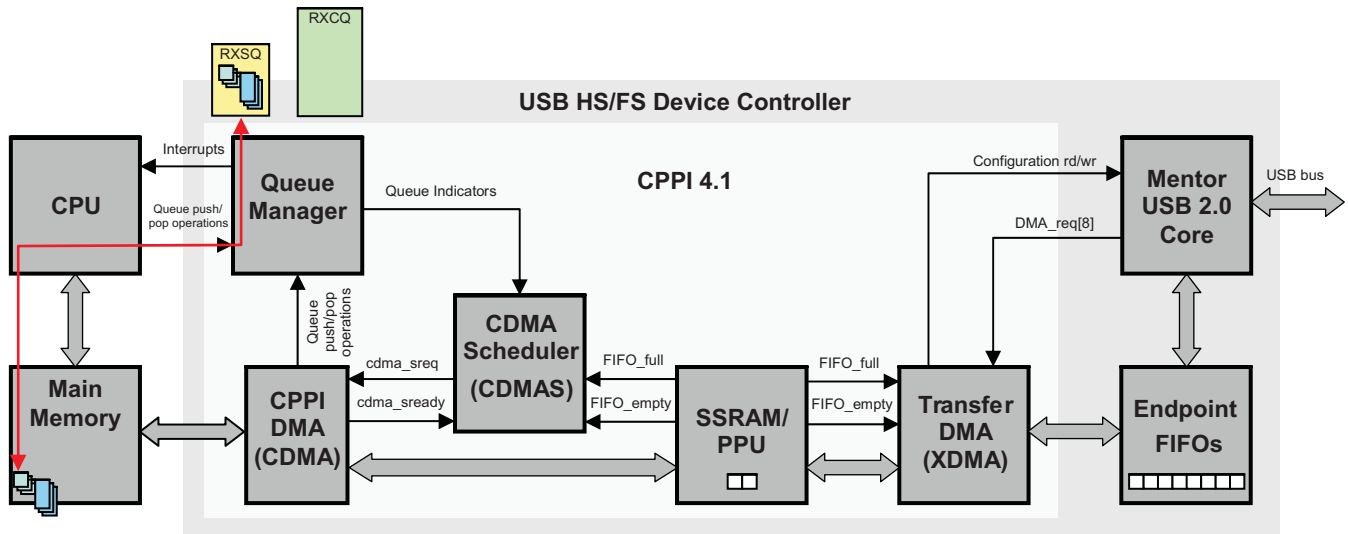 RXCQ
RXSQ
USB HS/FS Device Controller
Interrupts
Configuration rd/wr
CPPI 4.1
USB bus
CPU
Queue
Manager
Queue Indicators
Mentor
USB 2.0
Core
Queue push/
pop operations
DMA_req[8]
Queue
push/pop
operations
CDMA
Scheduler
(CDMAS)
cdma_sreq
FIFO_full
FIFO_full
Main
Memory
CPPI
DMA
(CDMA)
cdma_sready
FIFO_empty
SSRAM/
PPU
FIFO_empty
Transfer
DMA
(XDMA)
Endpoint
FIFOs